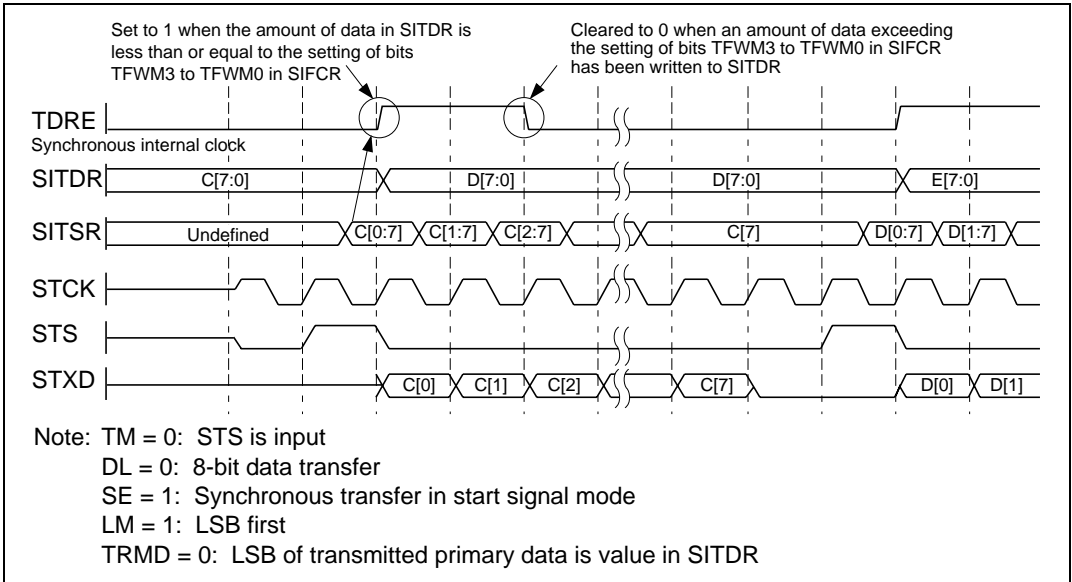 Set to 1 when the amount of data in SITDR is
less than or equal to the setting of bits
TFWM3 to TFWM0 in SIFCR
Cleared to 0 when an amount of data exceeding
the setting of bits TFWM3 to TFWM0 in SIFCR
has been written to SITDR
TDRE
Synchronous internal clock
SITDR C[7:0] D[7:0] D[7:0] E[7:0]
SITSR Undefined C[0:7] C[1:7] C[2:7] C[7] D[0:7] D[1:7]
STCK
STS
STXD C[0] C[1] C[2] C[7] D[0] D[1]
Note: TM = 0: STS is input
DL = 0: 8-bit data transfer
SE = 1: Synchronous transfer in start signal mode
LM = 1: LSB first
TRMD = 0: LSB of transmitted primary data is value in SITDR